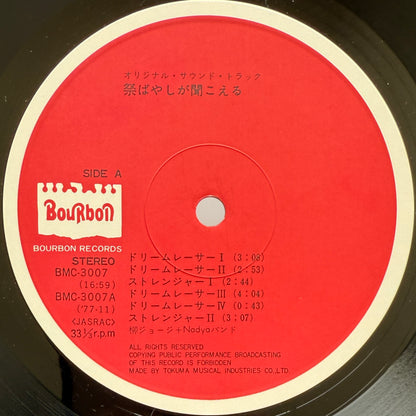 オリジナル・サウンド・トラック
祭ばやしが聞こえる
SIDE A
BouRbon
BOURBON RECORDS
STEREO
BMC-3007
(16:59)
BMC-3007A
('77-11)
<JASRAC>
33⅓r.p.m
ドリームレーサーⅠ(3:08)
ドリームレーサーⅡ(2:53)
ストレンジャーⅠ(2:44)
ドリームレーサーⅢ(4:04)
ドリームレーサーⅣ(0:43)
ストレンジャーⅡ(3:07)
柳ジョージ+Nadyaバンド
ALL RIGHTS RESERVED
COPYING PUBLIC PERFORMANCE BROADCASTING
OF THIS RECORD IS FORBIDDEN
MADE BY TOKUMA MUSICAL INDUSTRIES CO.,LTD.